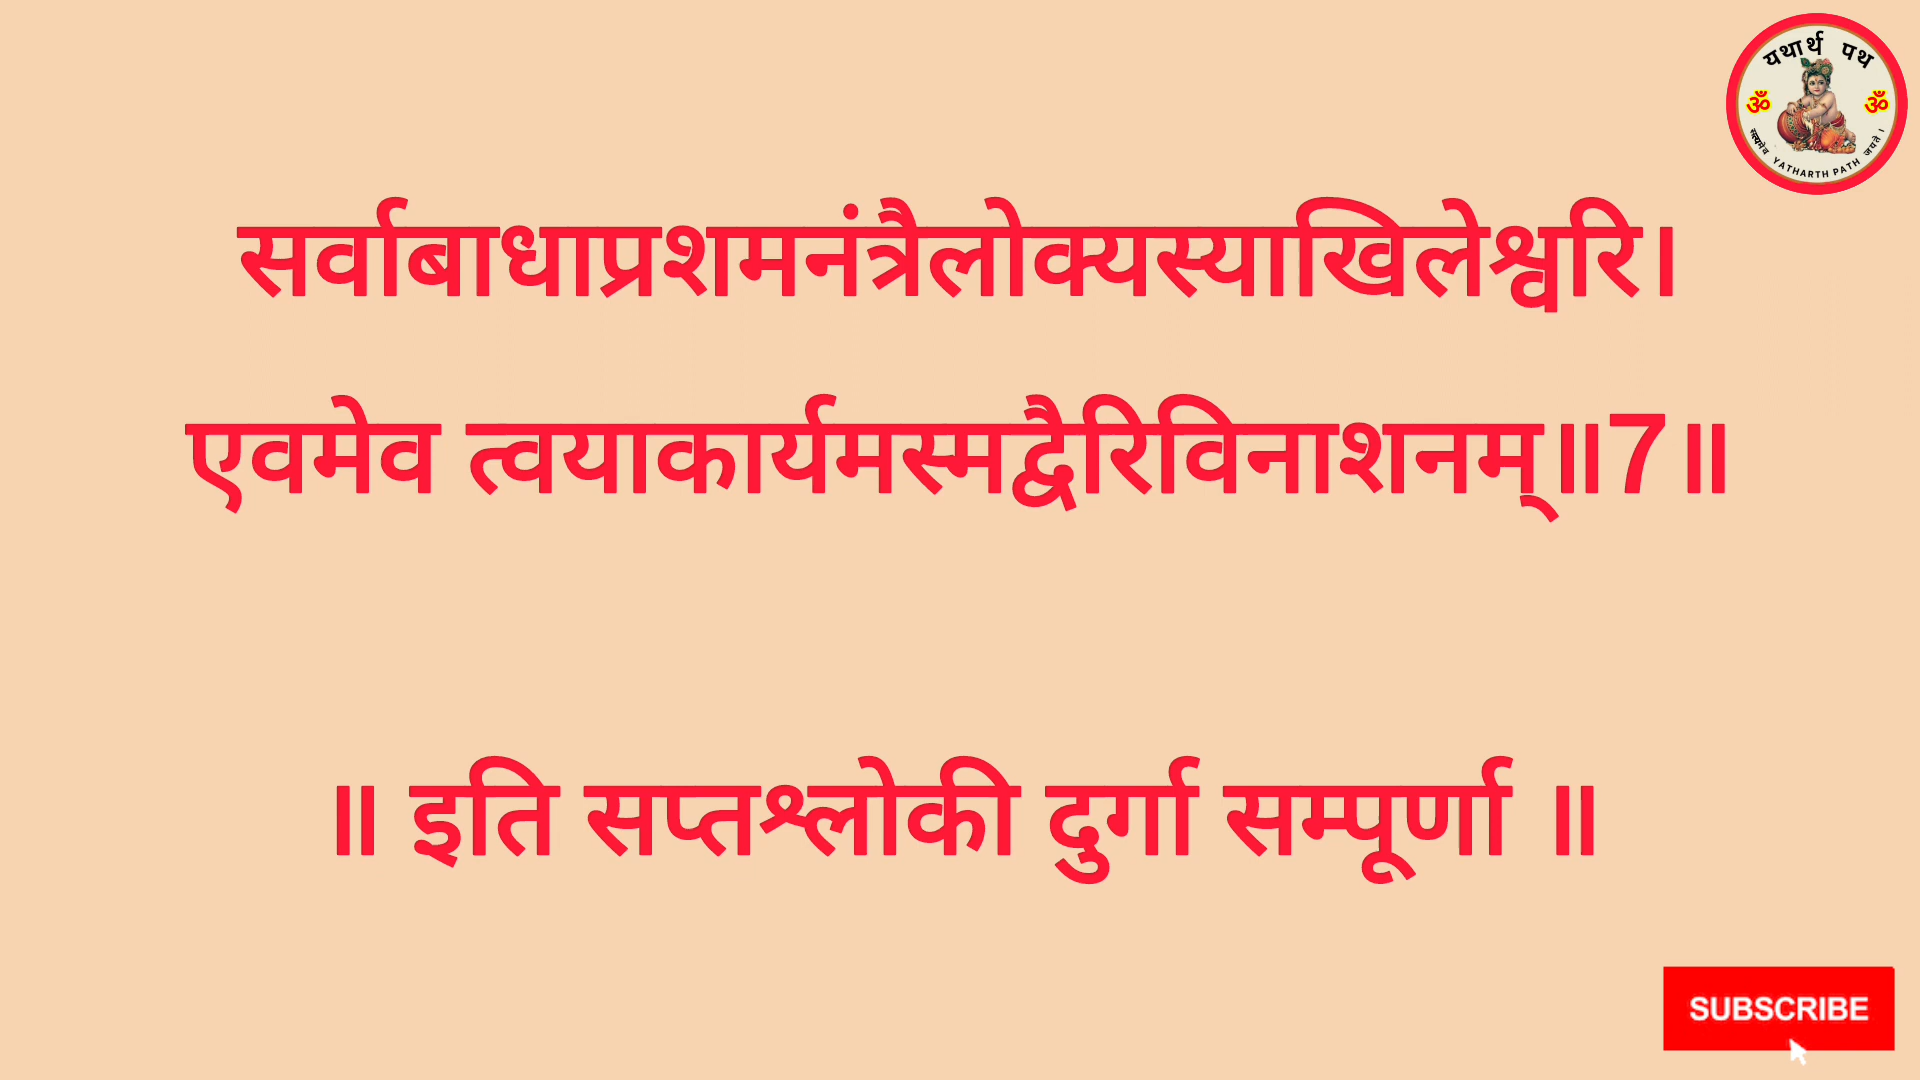 यथार्थ पथ
ॐ ॐ
YATHARTH PATH जयते।
सर्वाबाधाप्रशमनंत्रैलोक्यस्याखिलेश्वरि।
एवमेव त्वयाकार्यमस्मद्वैरिविनाशनम्॥7॥
॥ इति सप्तश्लोकी दुर्गा सम्पूर्णा ॥
SUBSCRIBE